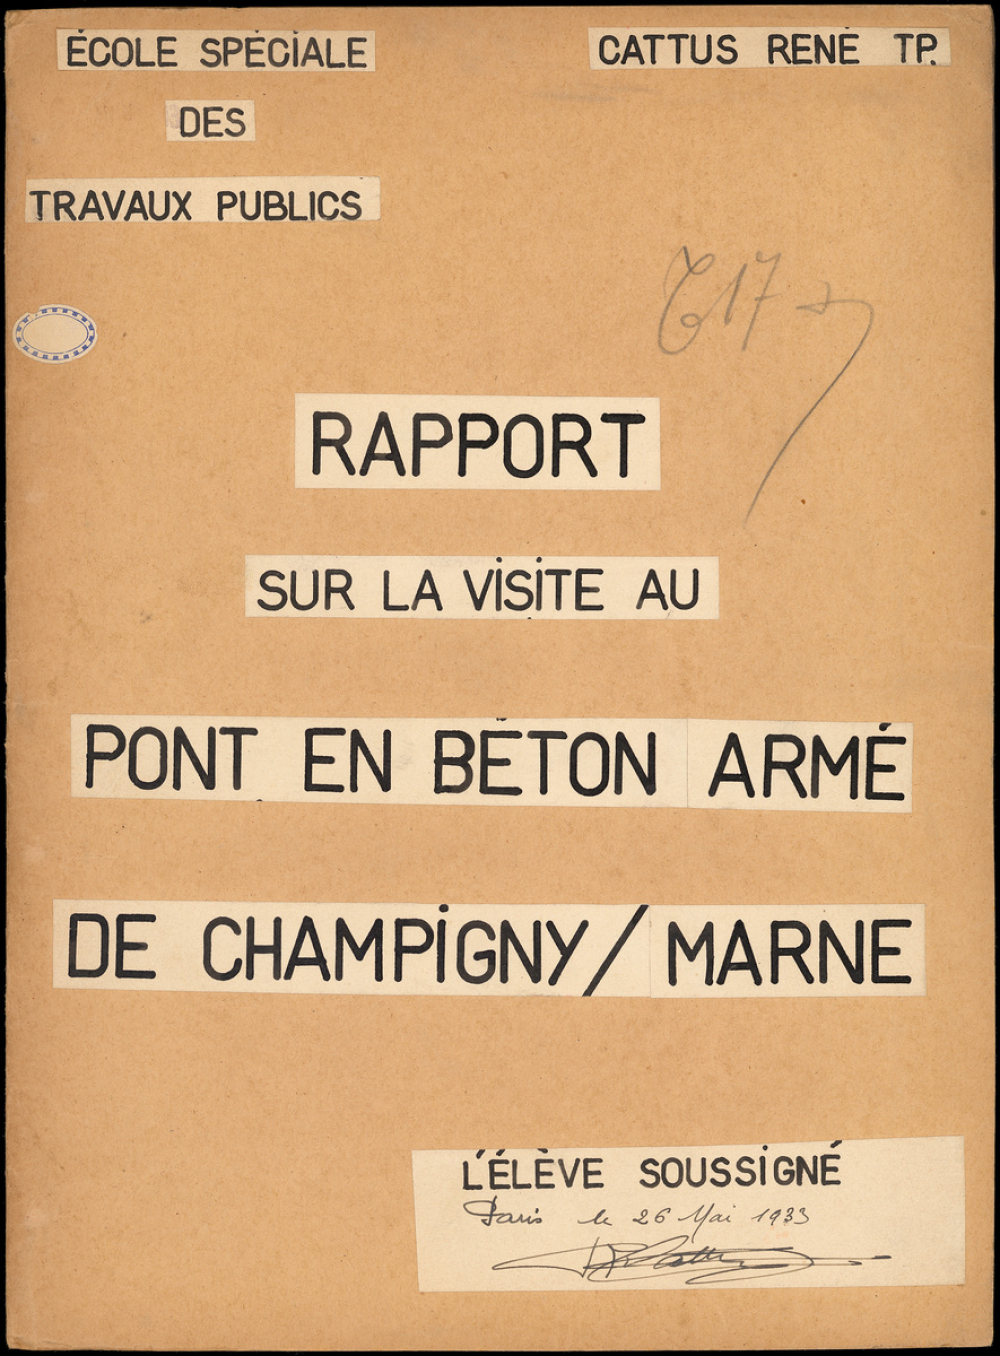 ÉCOLE SPÉCIALE
CATTUS RENÉ TP.
DES
TRAVAUX PUBLICS
17
RAPPORT
SUR LA VISITE AU
PONT EN BÉTON ARMÉ
DE CHAMPIGNY/MARNE
L'ÉLÈVE SOUSSIGNÉ
Paris le 26 Mai 1933